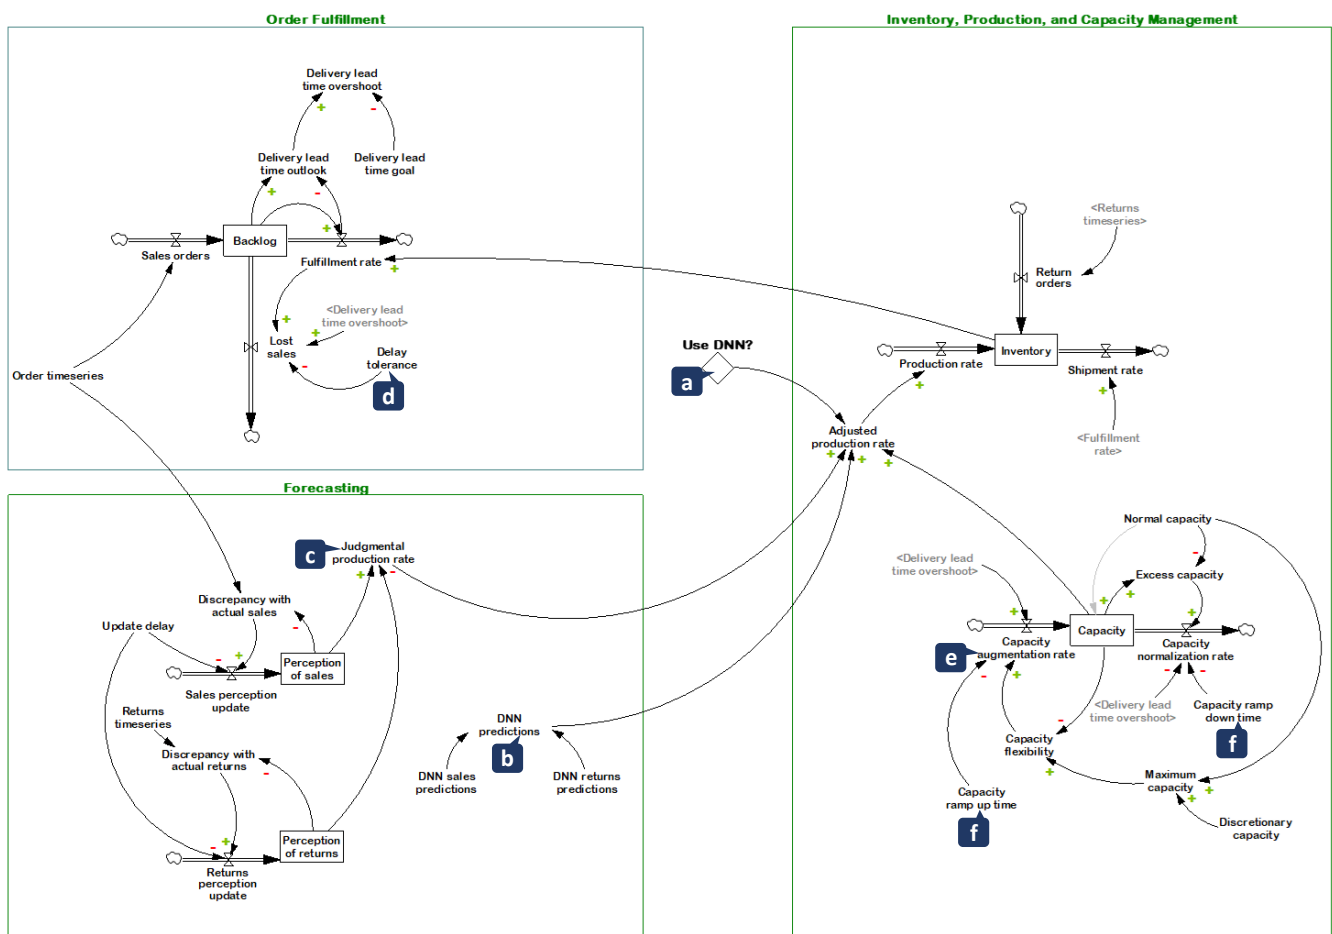 Order Fulfillment
Delivery lead
time overshoot
+
-
Delivery lead
time outlook
Delivery lead
time goal
+
-
Backlog
+
Sales orders
Fulfillment rate
+
<Delivery lead
time overshoot>
+
+
Lost
sales
-
Delay
tolerance
d
Order timeseries
Forecasting
Judgmental
production rate
c
+
-
Discrepancy with
actual sales
-
Update delay
+
-
Perception
of sales
Sales perception
update
Returns
timeseries
Discrepancy with
actual returns
-
+
-
Perception
of returns
Returns
perception
update
DNN
predictions
b
DNN sales
predictions
DNN returns
predictions
Use DNN?
a
Inventory, Production, and Capacity Management
<Returns
timeseries>
Return
orders
Inventory
Production rate
+
Shipment rate
+
<Fulfillment
rate>
Adjusted
production rate
+
+
+
Normal capacity
-
<Delivery lead
time overshoot>
Excess capacity
+
+
+
+
Capacity
Capacity
augmentation rate
e
-
+
Capacity
normalization rate
-
-
<Delivery lead
time overshoot>
Capacity ramp
down time
f
-
Capacity
flexibility
+
Maximum
capacity
+
+
Capacity
ramp up time
f
Discretionary
capacity